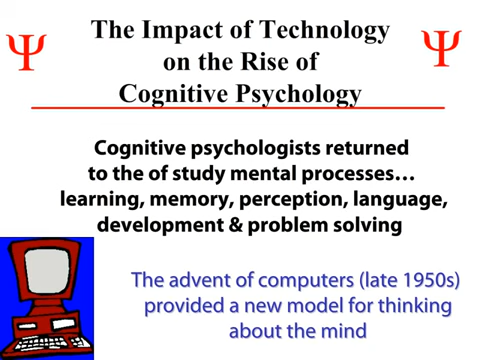 Ψ The Impact of Technology Ψ
on the Rise of
Cognitive Psychology
Cognitive psychologists returned
to the of study mental processes…
learning, memory, perception, language,
development & problem solving
The advent of computers (late 1950s)
provided a new model for thinking
about the mind